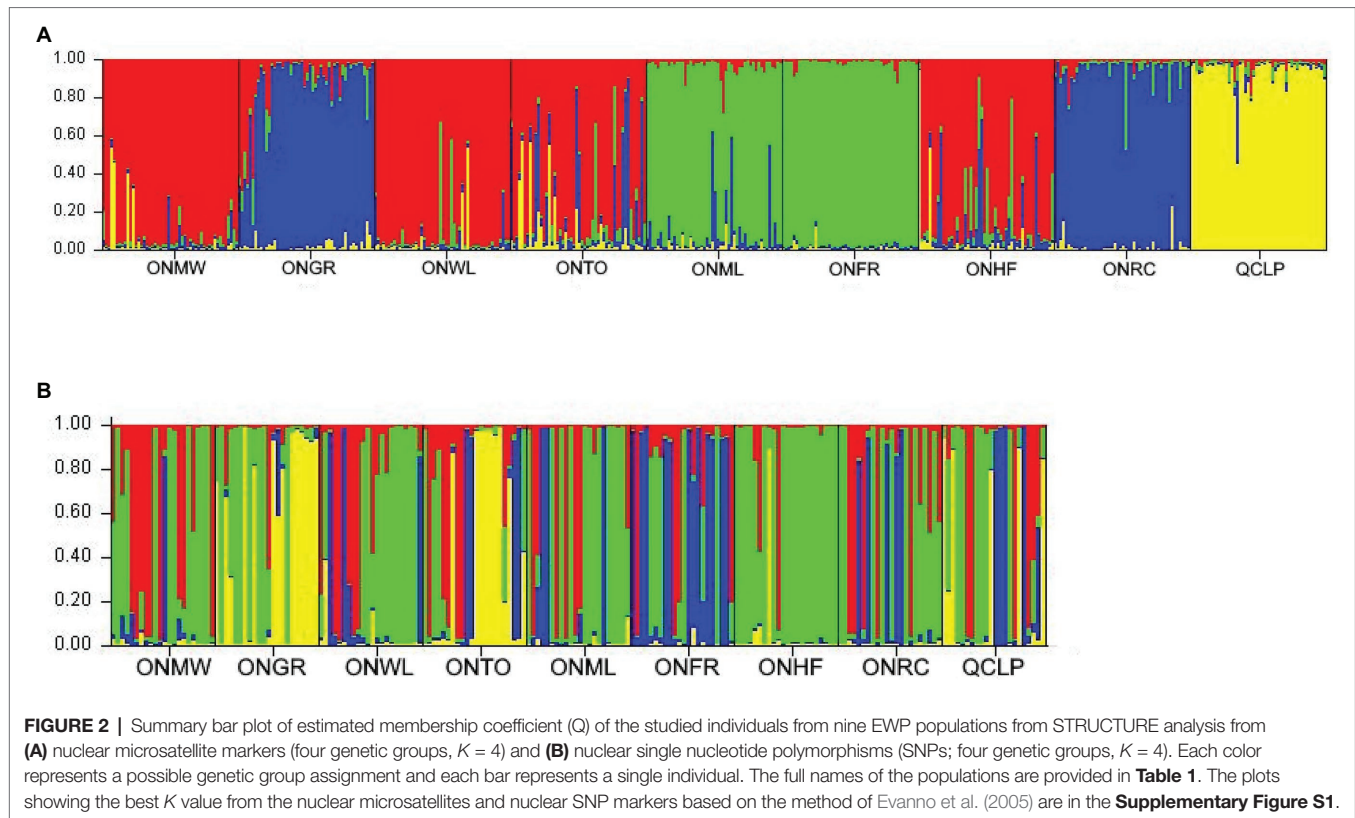 A
1.00
0.80
0.60
0.40
0.20
0.00
ONMW ONGR ONWL ONTO ONML ONFR ONHF ONRC QCLP
B
1.00
0.80
0.60
0.40
0.20
0.00
ONMW ONGR ONWL ONTO ONML ONFR ONHF ONRC QCLP
FIGURE 2 | Summary bar plot of estimated membership coefficient (Q) of the studied individuals from nine EWP populations from STRUCTURE analysis from
(A) nuclear microsatellite markers (four genetic groups, K = 4) and (B) nuclear single nucleotide polymorphisms (SNPs; four genetic groups, K = 4). Each color
represents a possible genetic group assignment and each bar represents a single individual. The full names of the populations are provided in Table 1. The plots
showing the best K value from the nuclear microsatellites and nuclear SNP markers based on the method of Evanno et al. (2005) are in the Supplementary Figure S1.